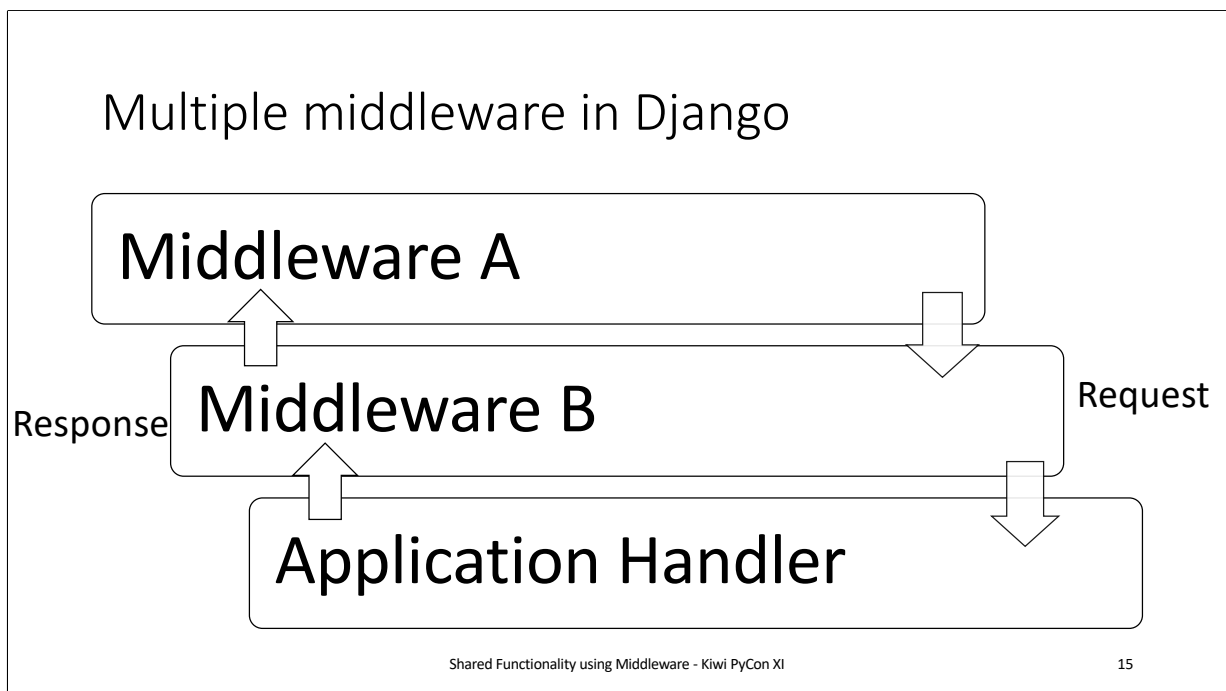 Multiple middleware in Django
Middleware A
Middleware B
Request
Response
Application Handler
Shared Functionality using Middleware - Kiwi PyCon XI
15